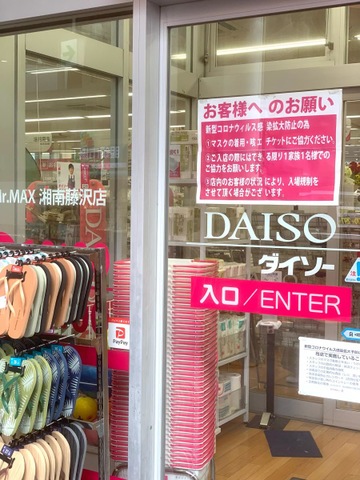 お客様へ のお願い
新型コロナウィルス感 染拡大防止の為
①マスクの着用・咳エ チケットにご協力ください
②ご入店の際にはでき る限り1家族1名様での
ご協力をお願いします。
③店内のお客様の状況 により、入場規制を
させて頂く場合がござ います。
Mr.MAX 湘南藤沢店
DAISO
ダイソー
入口/ENTER
PayPay